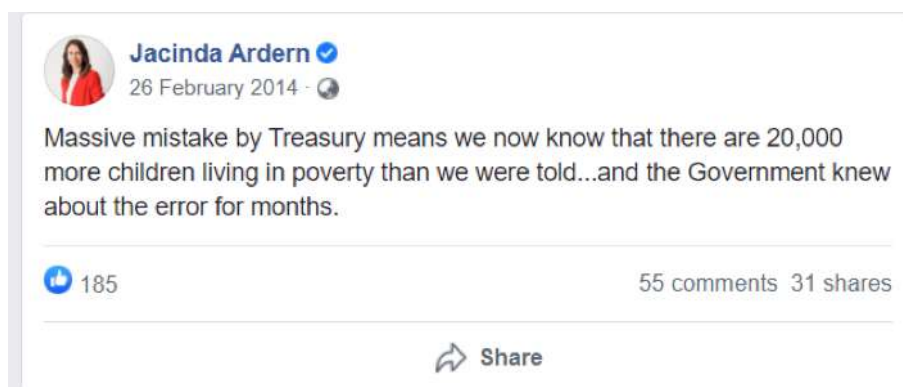 Jacinda Ardern
26 February 2014 ·
Massive mistake by Treasury means we now know that there are 20,000
more children living in poverty than we were told...and the Government knew
about the error for months.
185 55 comments 31 shares
Share